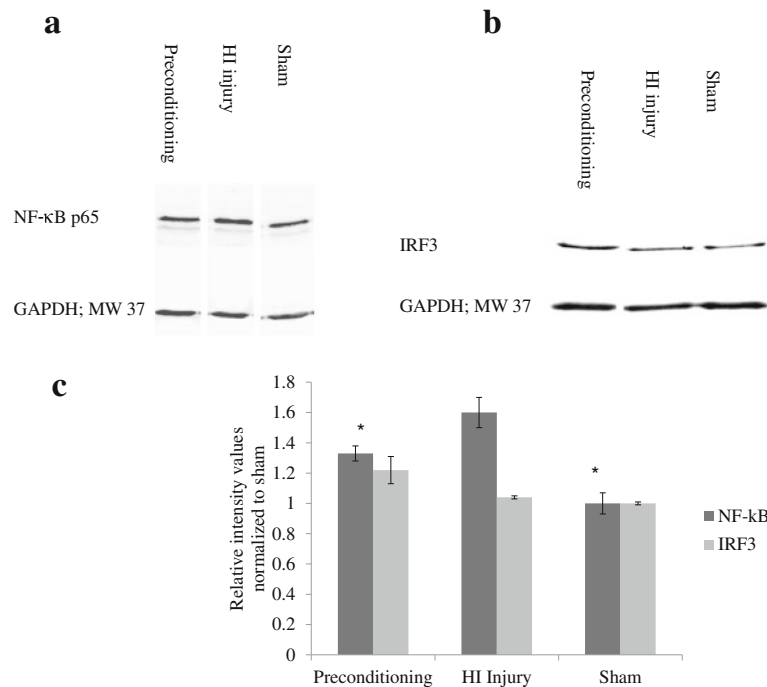 a
Preconditioning
HI injury
Sham
NF-κB p65
GAPDH; MW 37
b
Preconditioning
HI injury
Sham
IRF3
GAPDH; MW 37
c
Relative intensity values
normalized to sham
1.8
1.6
1.4
1.2
1
0.8
0.6
0.4
0.2
0
*
*
Preconditioning
HI Injury
Sham
NF-kB
IRF3